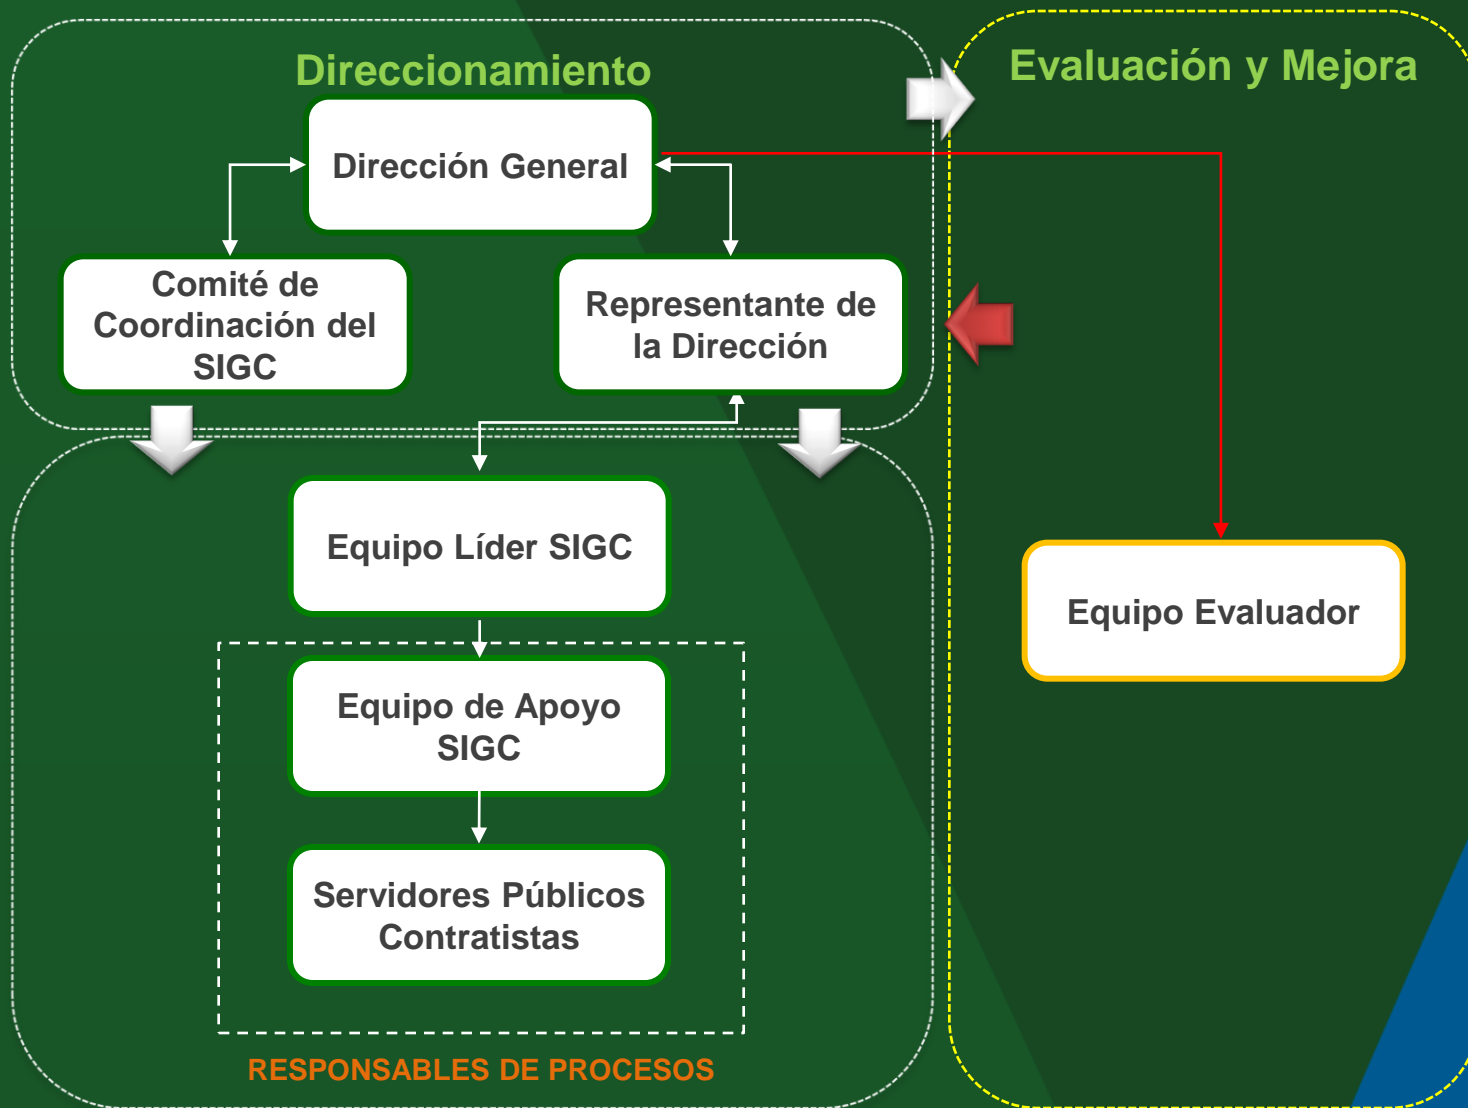 Direccionamiento
Evaluación y Mejora
Dirección General
Comité de
Coordinación del
SIGC
Representante de
la Dirección
Equipo Líder SIGC
Equipo Evaluador
Equipo de Apoyo
SIGC
Servidores Públicos
Contratistas
RESPONSABLES DE PROCESOS